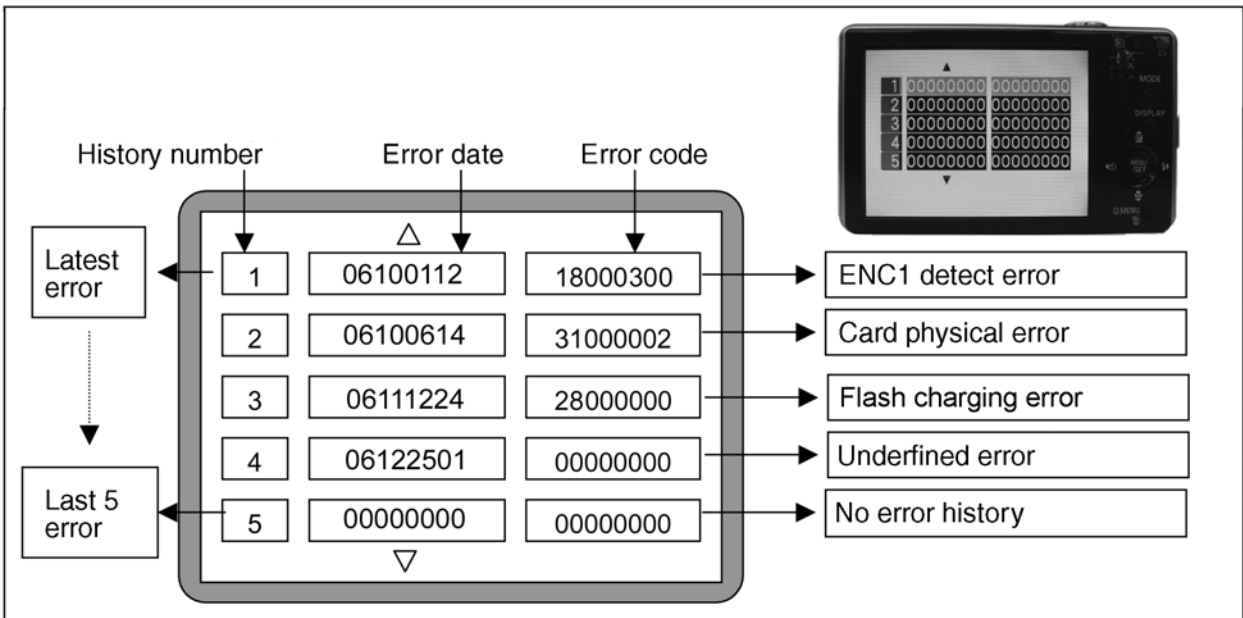 MODE
DISPLAY
MENU
/SET
Q.MENU
1 00000000 00000000
2 00000000 00000000
3 00000000 00000000
4 00000000 00000000
5 00000000 00000000
History number
Error date
Error code
Latest
error
1 06100112 18000300 ENC1 detect error
2 06100614 31000002 Card physical error
3 06111224 28000000 Flash charging error
4 06122501 00000000 Underfined error
Last 5
error
5 00000000 00000000 No error history